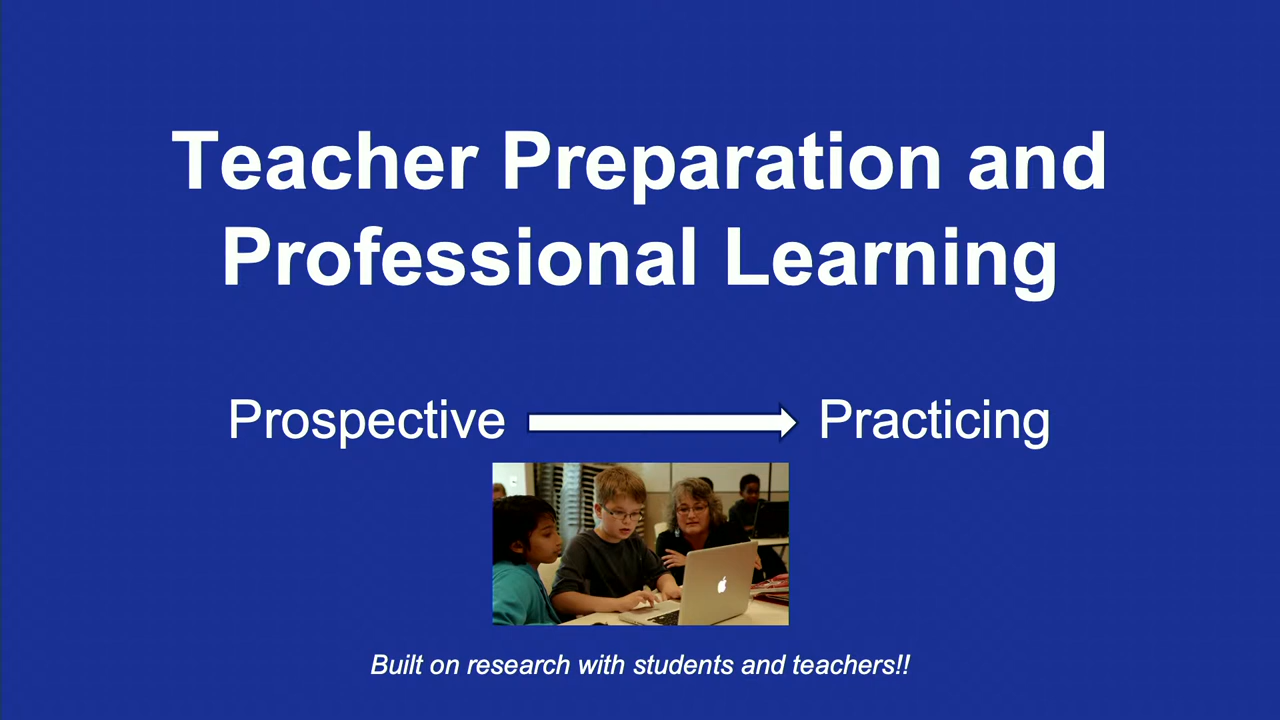 Teacher Preparation and
Professional Learning
Prospective Practicing
Built on research with students and teachers!!